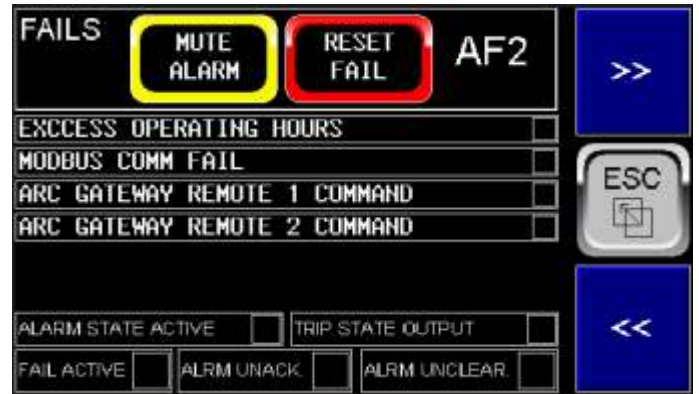 FAILS
MUTE
ALARM
RESET
FAIL
AF2
>>
EXCCESS OPERATING HOURS
MODBUS COMM FAIL
ARC GATEWAY REMOTE 1 COMMAND
ARC GATEWAY REMOTE 2 COMMAND
ESC
ALARM STATE ACTIVE
TRIP STATE OUTPUT
<<
FAIL ACTIVE
ALRM UNACK.
ALRM UNCLEAR.